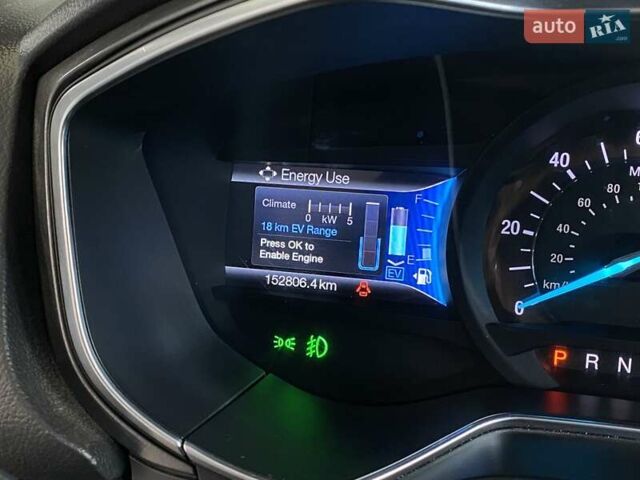 auto RIA.com
Energy Use
Climate
0 kW 5
18 km EV Range
Press OK to
Enable Engine
F
E
EV
152806.4 km
0 20 40
20 40 60 80
km/
P R N